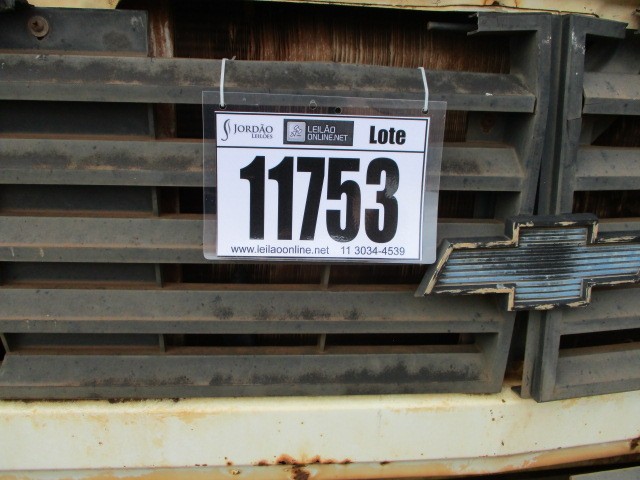 JORDÃO LEILÕES LEILÃO ONLINE.NET Lote
11753
www.leilaoonline.net 11 3034-4539